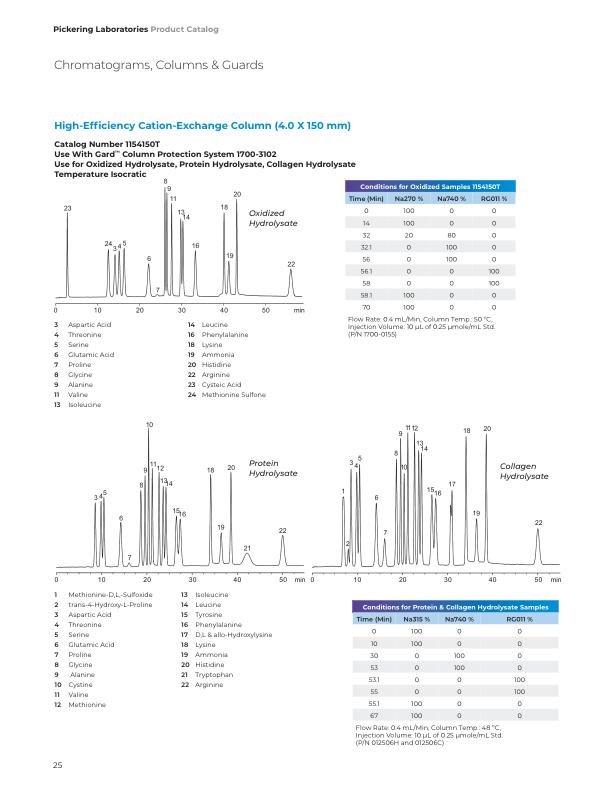 Pickering Laboratories Product Catalog
Chromatograms, Columns & Guards
High-Efficiency Cation-Exchange Column (4.0 X 150 mm)
Catalog Number 1154150T
Use With Gard™ Column Protection System 1700-3102
Use for Oxidized Hydrolysate, Protein Hydrolysate, Collagen Hydrolysate
Temperature Isocratic
23 24 3 4 5 6 7 8 9 11 13 14 16 18 19 20 22
Oxidized
Hydrolysate
0 10 20 30 40 50 min
Conditions for Oxidized Samples 1154150T
Time (Min) Na270 % Na740 % RG011 %
0 100 0 0
14 100 0 0
32 20 80 0
32.1 0 100 0
56 0 100 0
56.1 0 0 100
58 0 0 100
58.1 100 0 0
70 100 0 0
Flow Rate: 0.4 mL/Min, Column Temp.: 50 °C,
Injection Volume: 10 µL of 0.25 µmole/mL Std.
(P/N 1700-0155)
3 Aspartic Acid
4 Threonine
5 Serine
6 Glutamic Acid
7 Proline
8 Glycine
9 Alanine
11 Valine
13 Isoleucine
14 Leucine
16 Phenylalanine
18 Lysine
19 Ammonia
20 Histidine
22 Arginine
23 Cysteic Acid
24 Methionine Sulfone
3 4 5 6 7 8 9 10 11 12 13 14 15 16 18 19 20 21 22
Protein
Hydrolysate
0 10 20 30 40 50 min
1 2 3 4 5 6 7 8 9 10 11 12 13 14 15 16 17 18 19 20 22
Collagen
Hydrolysate
0 10 20 30 40 50 min
1 Methionine-D,L,-Sulfoxide
2 trans-4-Hydroxy-L-Proline
3 Aspartic Acid
4 Threonine
5 Serine
6 Glutamic Acid
7 Proline
8 Glycine
9 Alanine
10 Cystine
11 Valine
12 Methionine
13 Isoleucine
14 Leucine
15 Tyrosine
16 Phenylalanine
17 D,L & allo-Hydroxylysine
18 Lysine
19 Ammonia
20 Histidine
21 Tryptophan
22 Arginine
Conditions for Protein & Collagen Hydrolysate Samples
Time (Min) Na315 % Na740 % RG011 %
0 100 0 0
10 100 0 0
30 0 100 0
53 0 100 0
53.1 0 0 100
55 0 0 100
55.1 100 0 0
67 100 0 0
Flow Rate: 0.4 mL/Min, Column Temp.: 48 °C,
Injection Volume: 10 µL of 0.25 µmole/mL Std.
(P/N 012506H and 012506C)
25